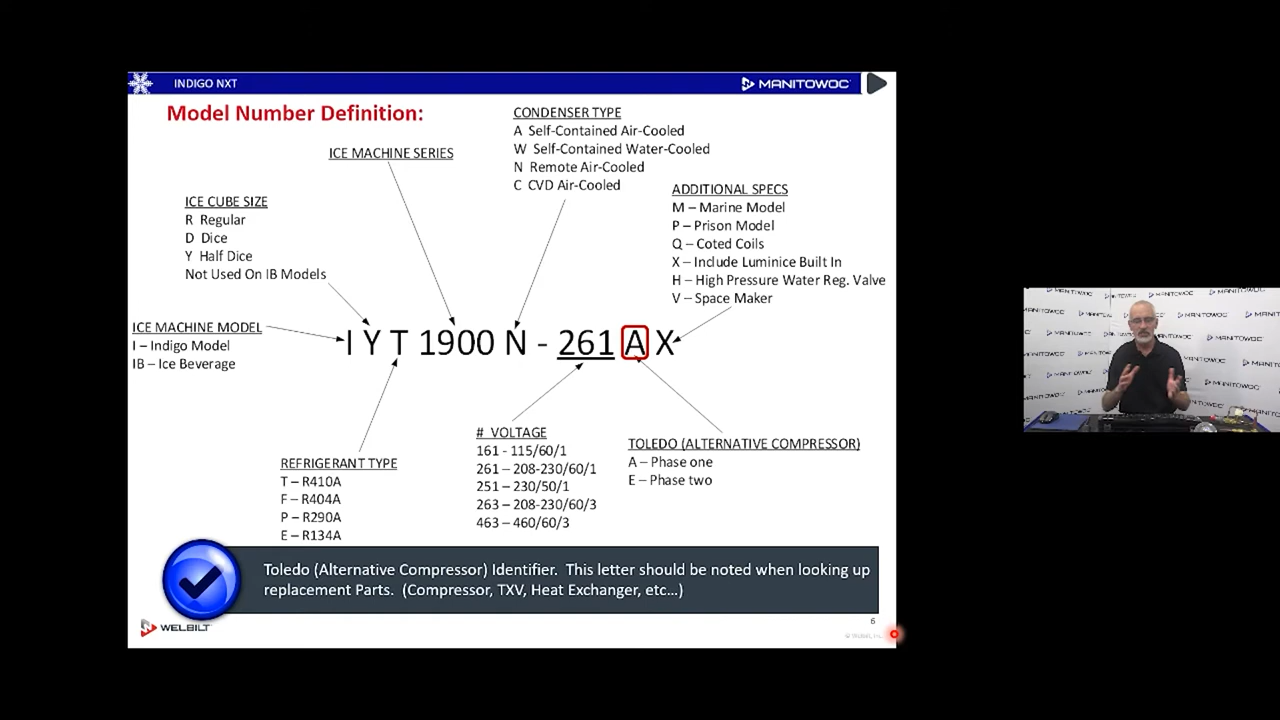 INDIGO NXT
MANITOWOC
Model Number Definition:
ICE MACHINE SERIES
CONDENSER TYPE
A Self-Contained Air-Cooled
W Self-Contained Water-Cooled
N Remote Air-Cooled
C CVD Air-Cooled
ADDITIONAL SPECS
M – Marine Model
P – Prison Model
Q – Coted Coils
X – Include Luminice Built In
H – High Pressure Water Reg. Valve
V – Space Maker
ICE CUBE SIZE
R Regular
D Dice
Y Half Dice
Not Used On IB Models
ICE MACHINE MODEL
I – Indigo Model
IB – Ice Beverage
I Y T 1900 N - 261 A X
REFRIGERANT TYPE
T – R410A
F – R404A
P – R290A
E – R134A
# VOLTAGE
161 - 115/60/1
261 – 208-230/60/1
251 – 230/50/1
263 – 208-230/60/3
463 – 460/60/3
TOLEDO (ALTERNATIVE COMPRESSOR)
A – Phase one
E – Phase two
Toledo (Alternative Compressor) Identifier. This letter should be noted when looking up
replacement Parts. (Compressor, TXV, Heat Exchanger, etc…)
WELBILT
6
© Welbilt,